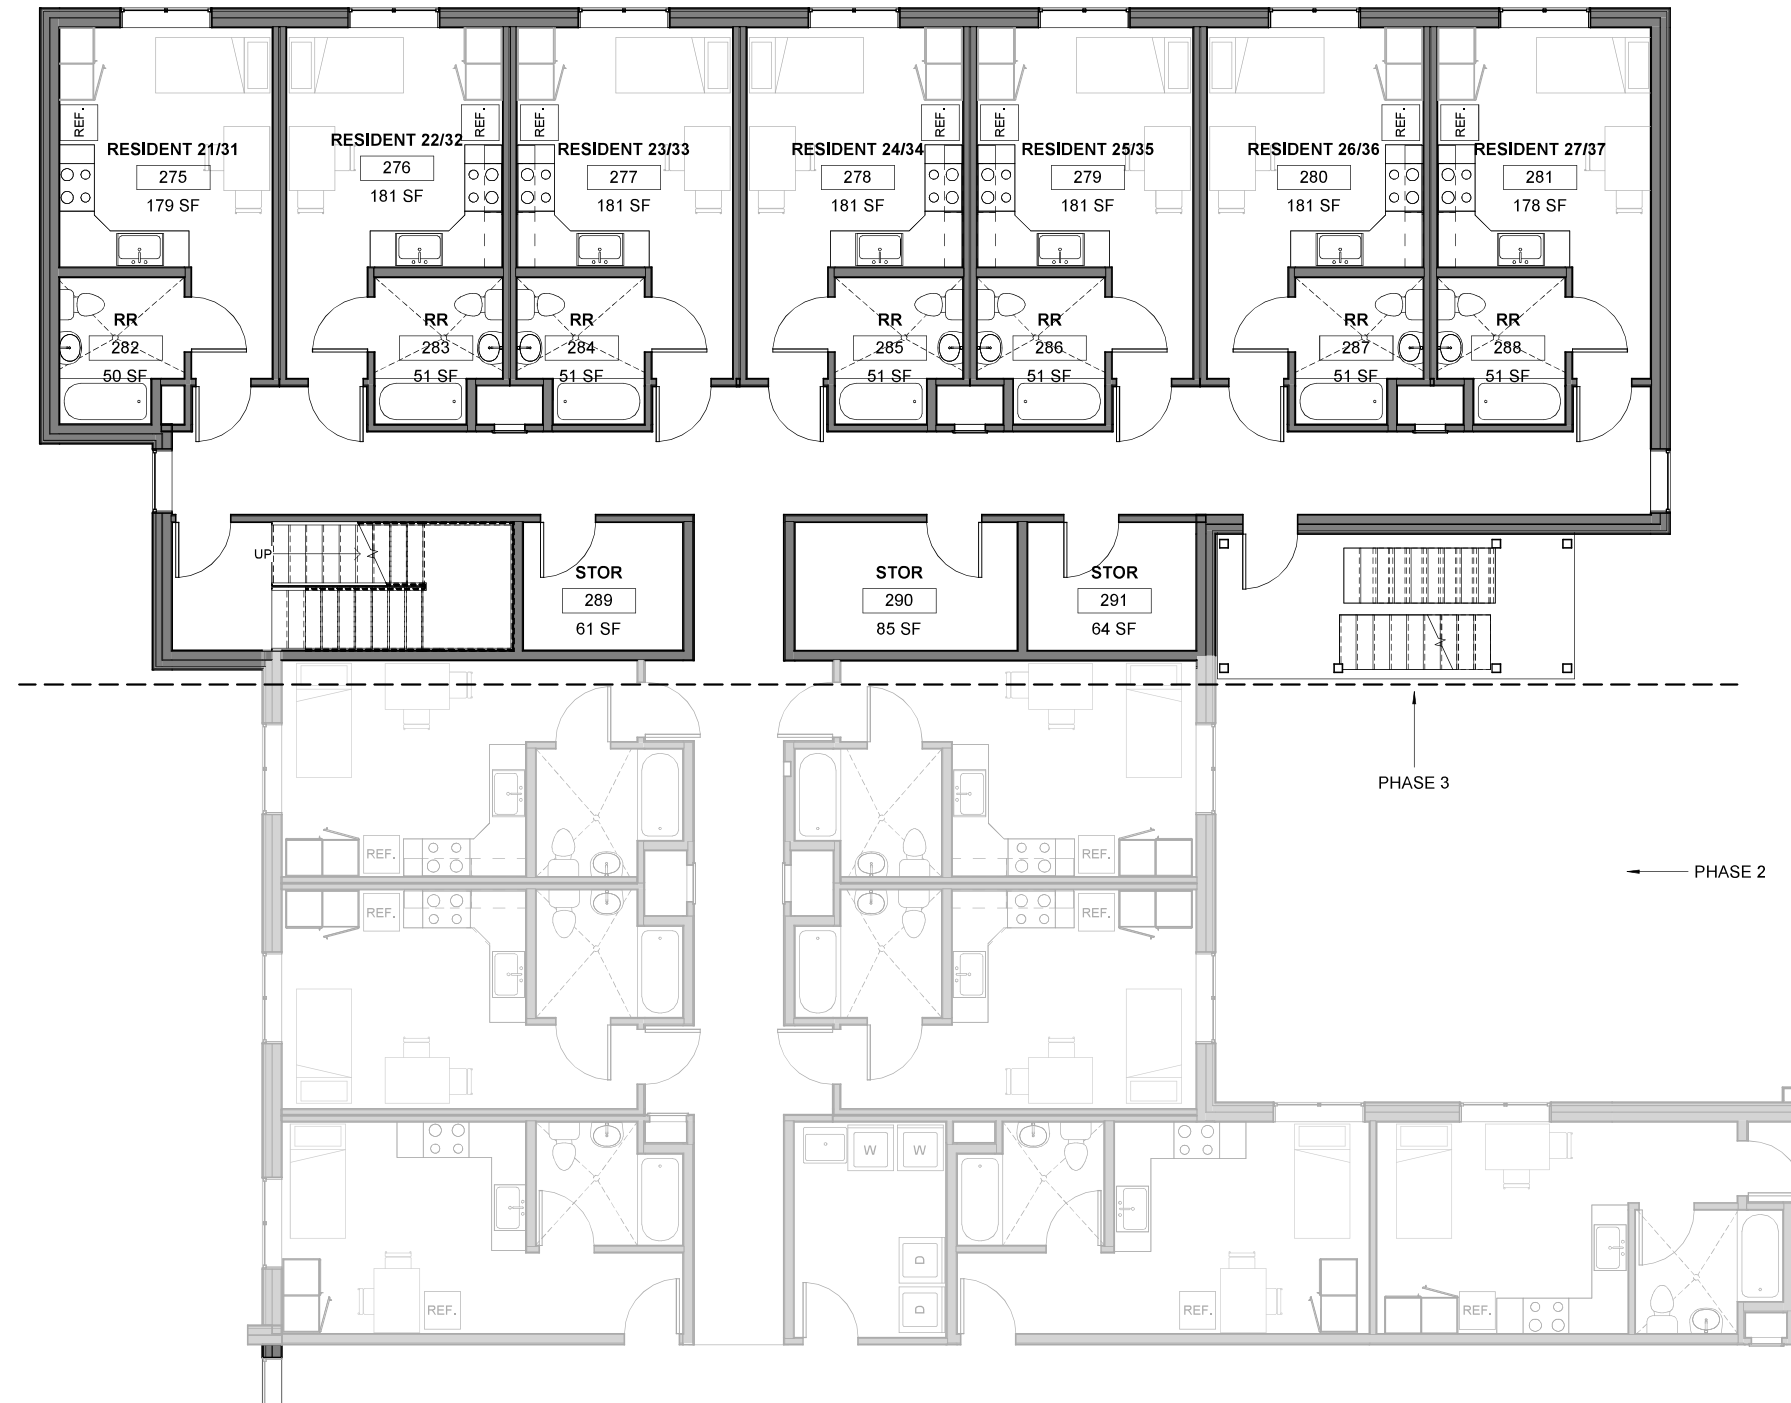 REF.
REF.
REF.
REF.
REF.
REF.
REF.
RESIDENT 21/31
275
179 SF
RESIDENT 22/32
276
181 SF
RESIDENT 23/33
277
181 SF
RESIDENT 24/34
278
181 SF
RESIDENT 25/35
279
181 SF
RESIDENT 26/36
280
181 SF
RESIDENT 27/37
281
178 SF
RR
282
50 SF
RR
283
51 SF
RR
284
51 SF
RR
285
51 SF
RR
286
51 SF
RR
287
51 SF
RR
288
51 SF
UP
STOR
289
61 SF
STOR
290
85 SF
STOR
291
64 SF
PHASE 3
PHASE 2
REF.
REF.
REF.
REF.
W
W
D
D
REF.
REF.
REF.